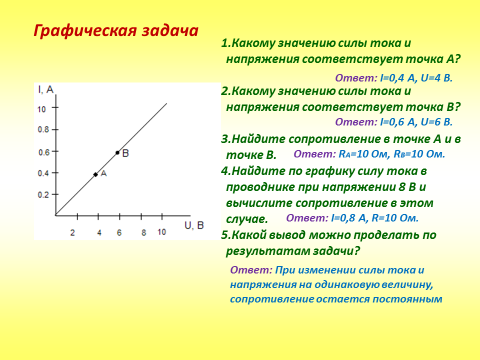 Графическая задача
1.Какому значению силы тока и
напряжения соответствует точка А?
Ответ: I=0,4 А, U=4 В.
2.Какому значению силы тока и
напряжения соответствует точка В?
Ответ: I=0,6 А, U=6 В.
3.Найдите сопротивление в точке А и в
точке В. Ответ: RА=10 Ом, RВ=10 Ом.
4.Найдите по графику силу тока в
проводнике при напряжении 8 В и
вычислите сопротивление в этом
случае. Ответ: I=0,8 А, R=10 Ом.
5.Какой вывод можно проделать по
результатам задачи?
Ответ: При изменении силы тока и
напряжения на одинаковую величину,
сопротивление остается постоянным
I, А
10
0.8
0.6
0.4
0.2
А
В
U, В
2 4 6 8 10